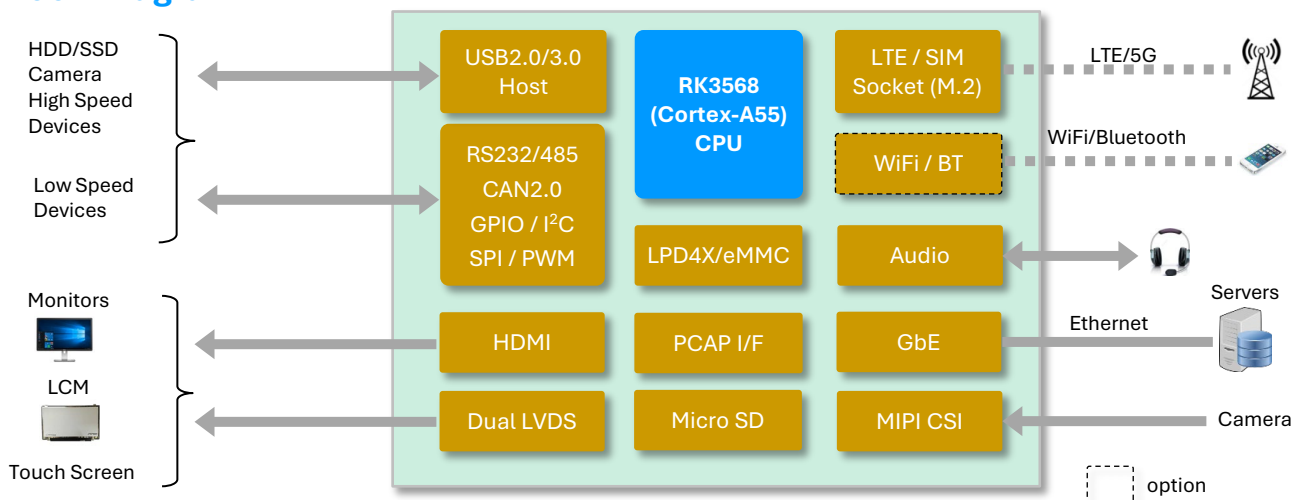 HDD/SSD
Camera
High Speed
Devices
Low Speed
Devices
Monitors
LCM
Touch Screen
USB2.0/3.0
Host
RS232/485
CAN2.0
GPIO / I²C
SPI / PWM
HDMI
Dual LVDS
RK3568
(Cortex-A55)
CPU
LPD4X/eMMC
PCAP I/F
Micro SD
LTE / SIM
Socket (M.2)
WiFi / BT
Audio
GbE
MIPI CSI
LTE/5G
WiFi/Bluetooth
Servers
Ethernet
Camera
option